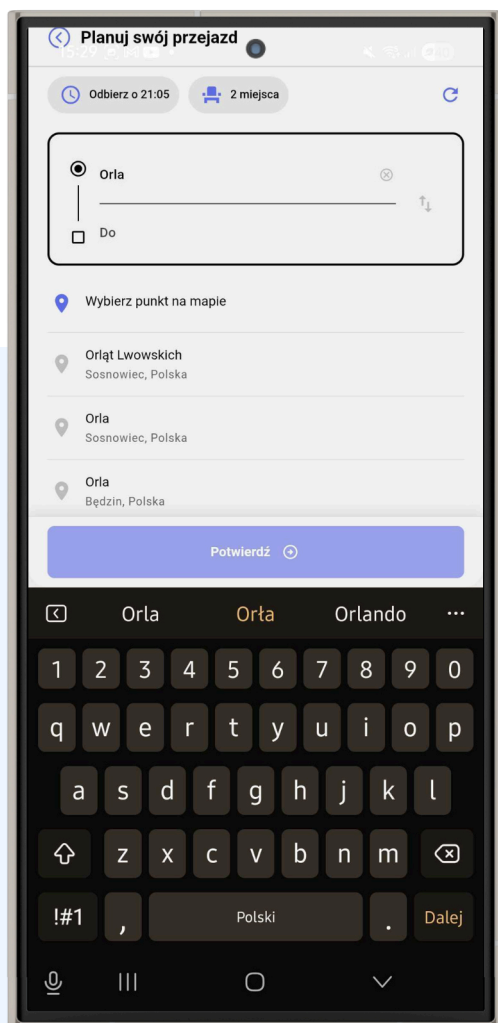 Planuj swój przejazd
15:29
Odbierz o 21:05
2 miejsca
Orla
Do
Wybierz punkt na mapie
Orląt Lwowskich
Sosnowiec, Polska
Orla
Sosnowiec, Polska
Orla
Będzin, Polska
Potwierdź
Orla Orła Orlando ...
1 2 3 4 5 6 7 8 9 0
q w e r t y u i o p
a s d f g h j k l
z x c v b n m
!#1 , Polski . Dalej